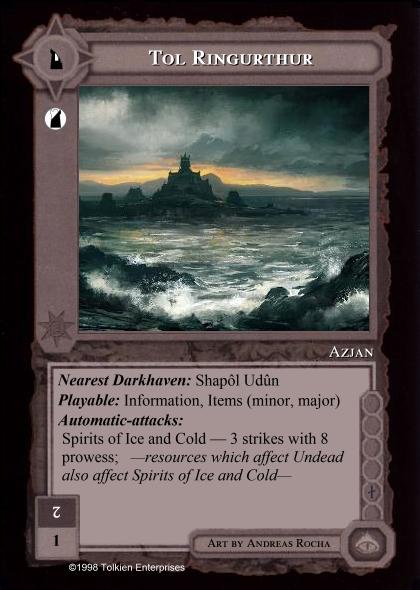 TOL RINGURTHUR
AZJAN
Nearest Darkhaven: Shapôl Udûn
Playable: Information, Items (minor, major)
Automatic-attacks:
Spirits of Ice and Cold — 3 strikes with 8
prowess; —resources which affect Undead
also affect Spirits of Ice and Cold—
2
1
ART BY ANDREAS ROCHA
©1998 Tolkien Enterprises